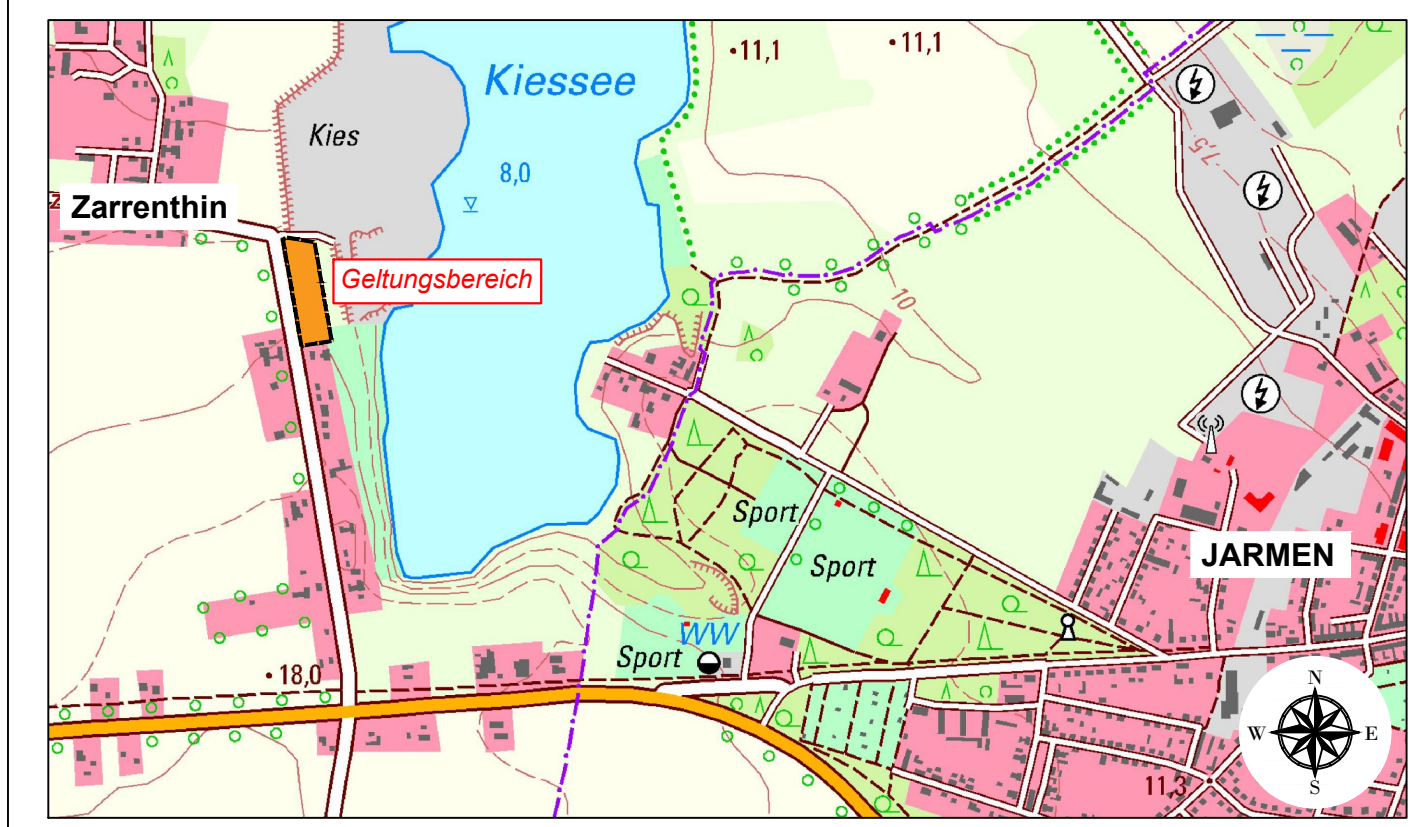 11,1
11,1
Kiessee
7,5
Kies
8,0
Zarrenthin
Geltungsbereich
10
Sport
Sport
JARMEN
WW
Sport
18,0
11,3
N
W
E
S